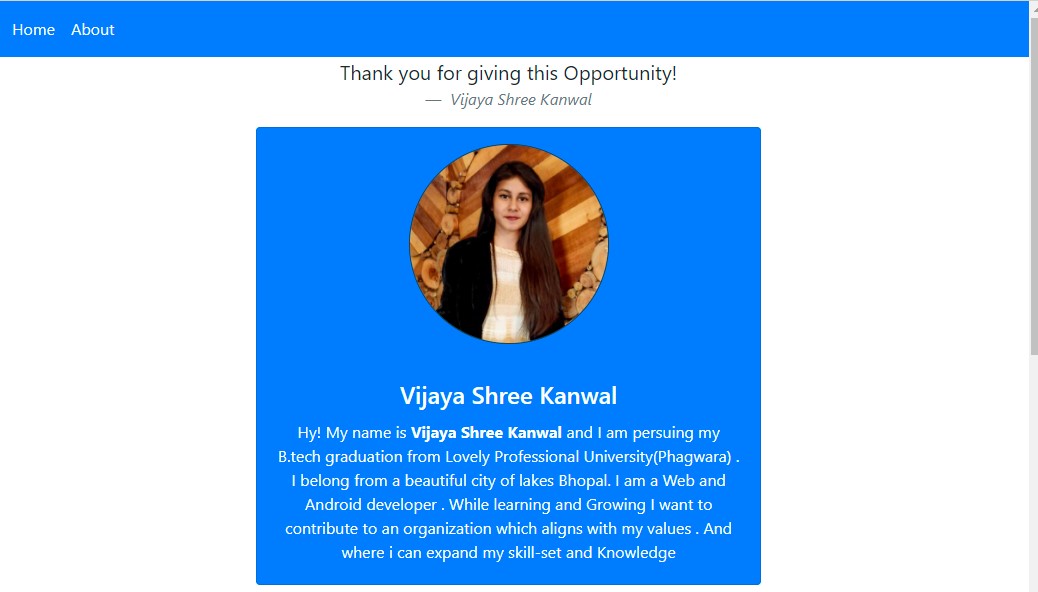 Home About
Thank you for giving this Opportunity!
— Vijaya Shree Kanwal
Vijaya Shree Kanwal
Hy! My name is Vijaya Shree Kanwal and I am persuing my
B.tech graduation from Lovely Professional University(Phagwara) .
I belong from a beautiful city of lakes Bhopal. I am a Web and
Android developer . While learning and Growing I want to
contribute to an organization which aligns with my values . And
where i can expand my skill-set and Knowledge